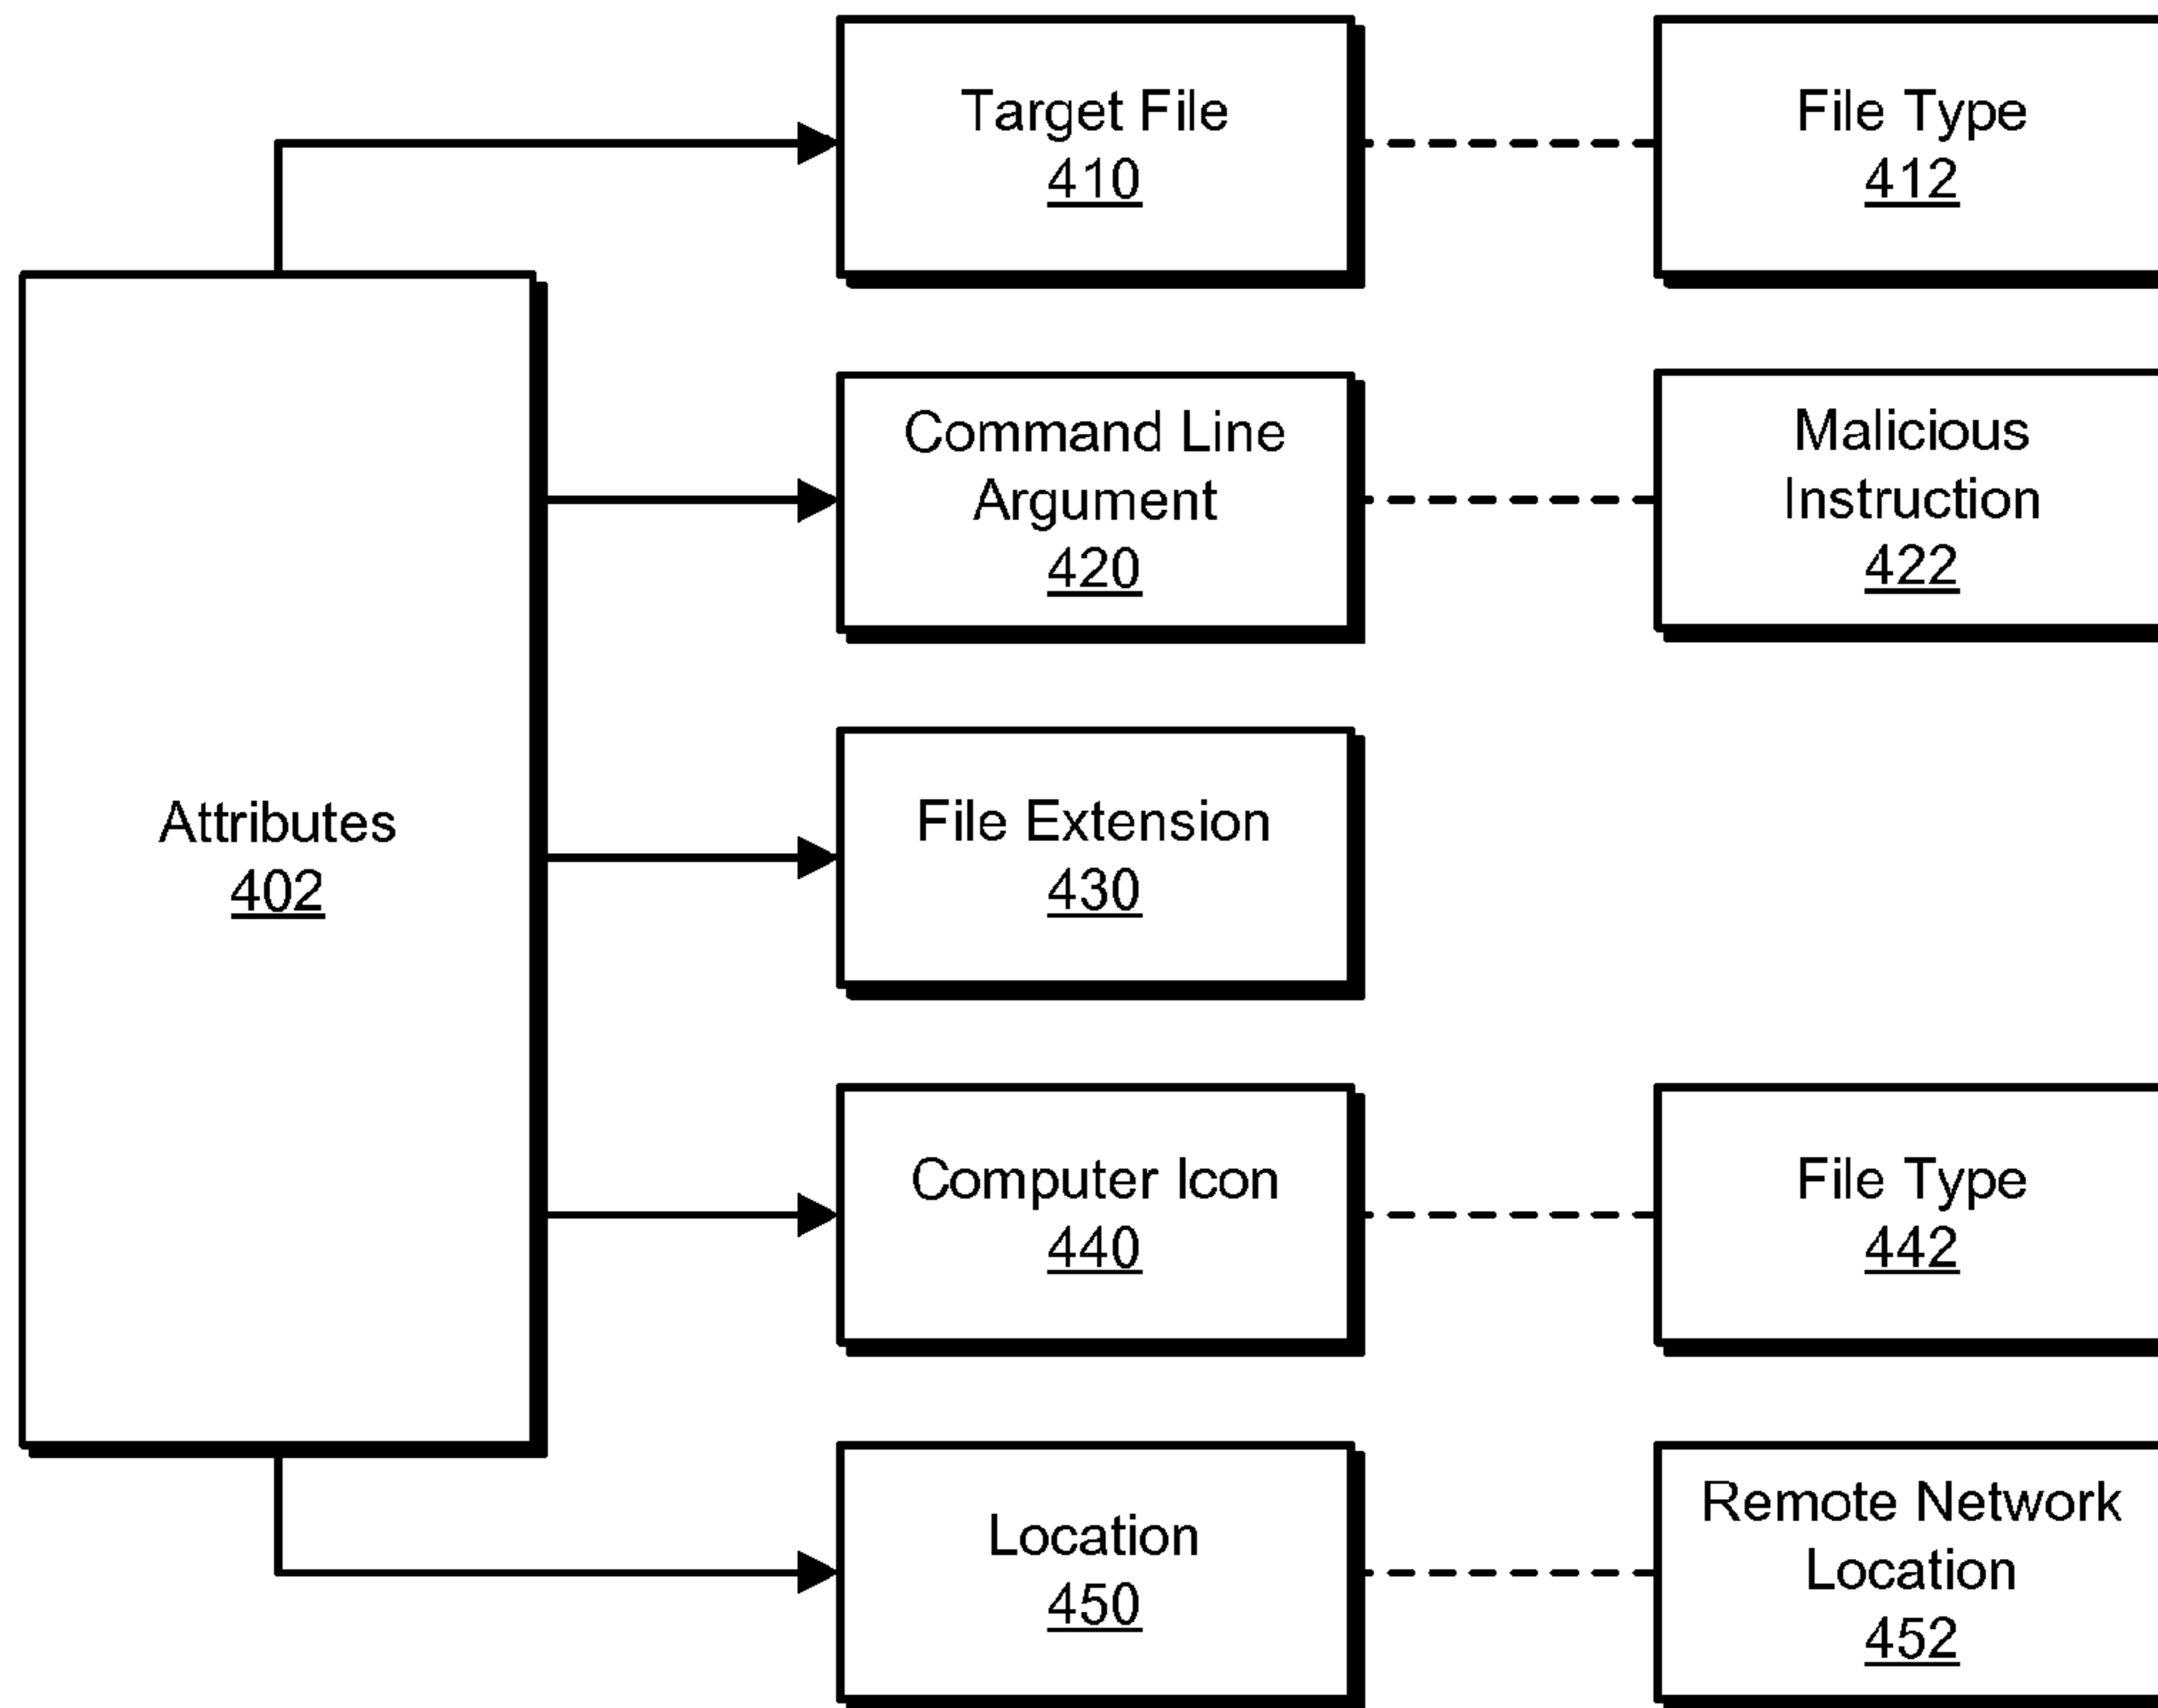 Target File
410
File Type
412
Command Line
Argument
420
Malicious
Instruction
422
Attributes
402
File Extension
430
Computer Icon
440
File Type
442
Location
450
Remote Network
Location
452